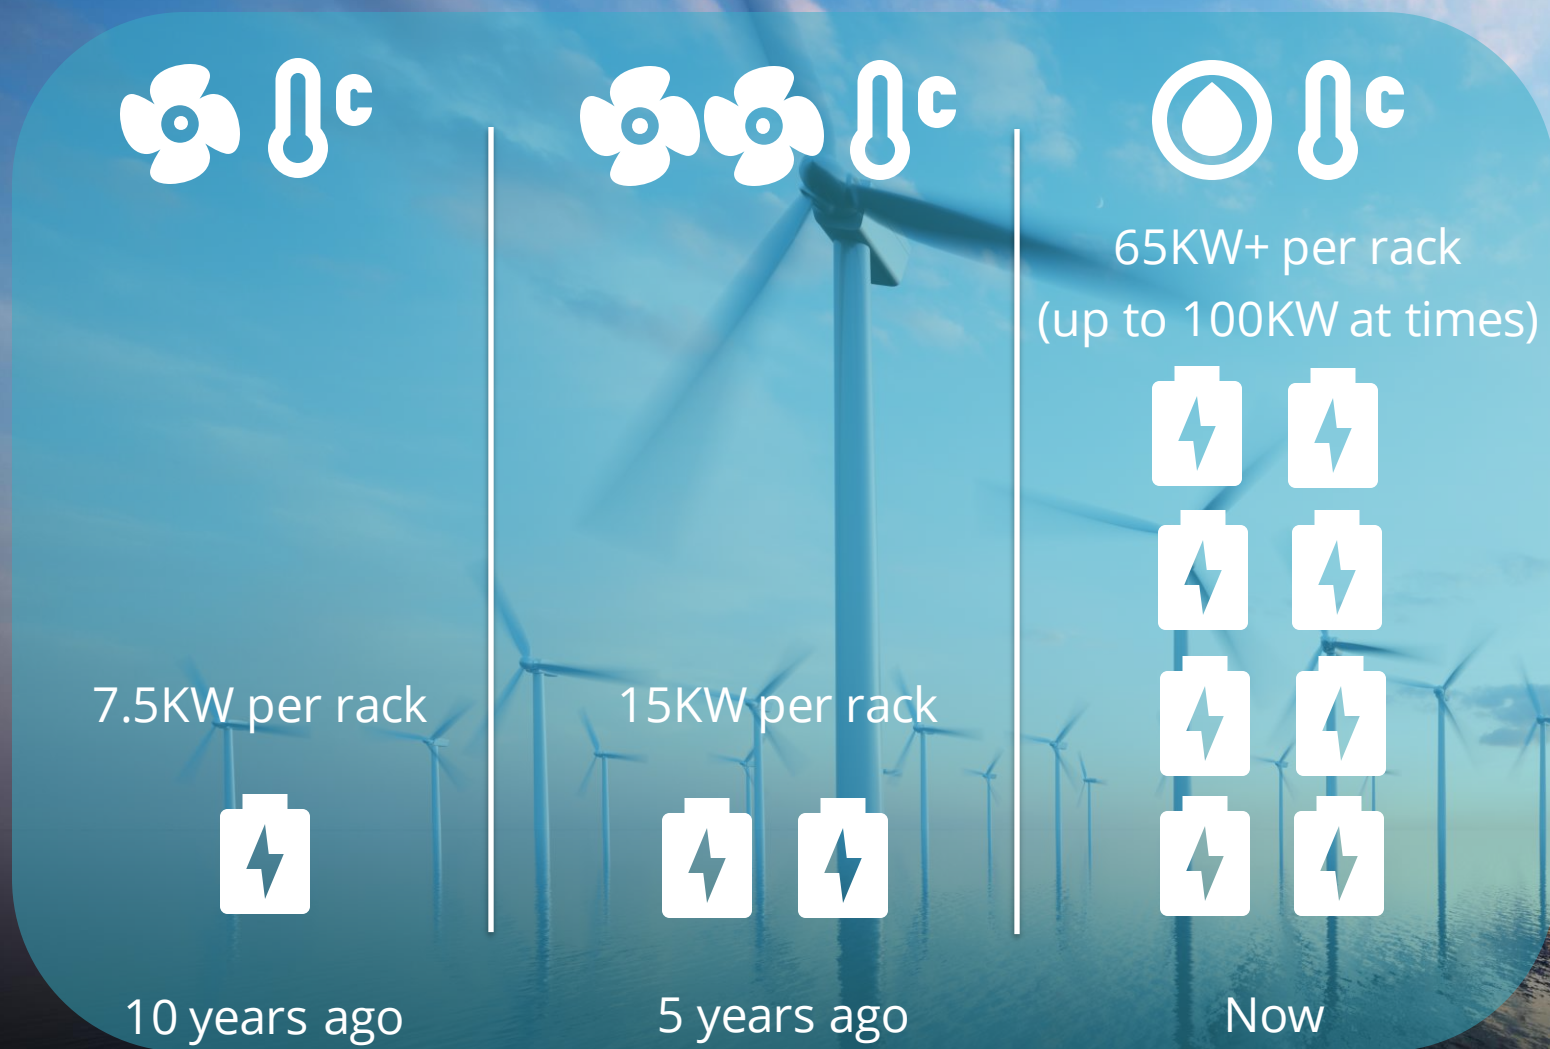 C
C
C
65KW+ per rack
(up to 100KW at times)
7.5KW per rack
15KW per rack
10 years ago
5 years ago
Now